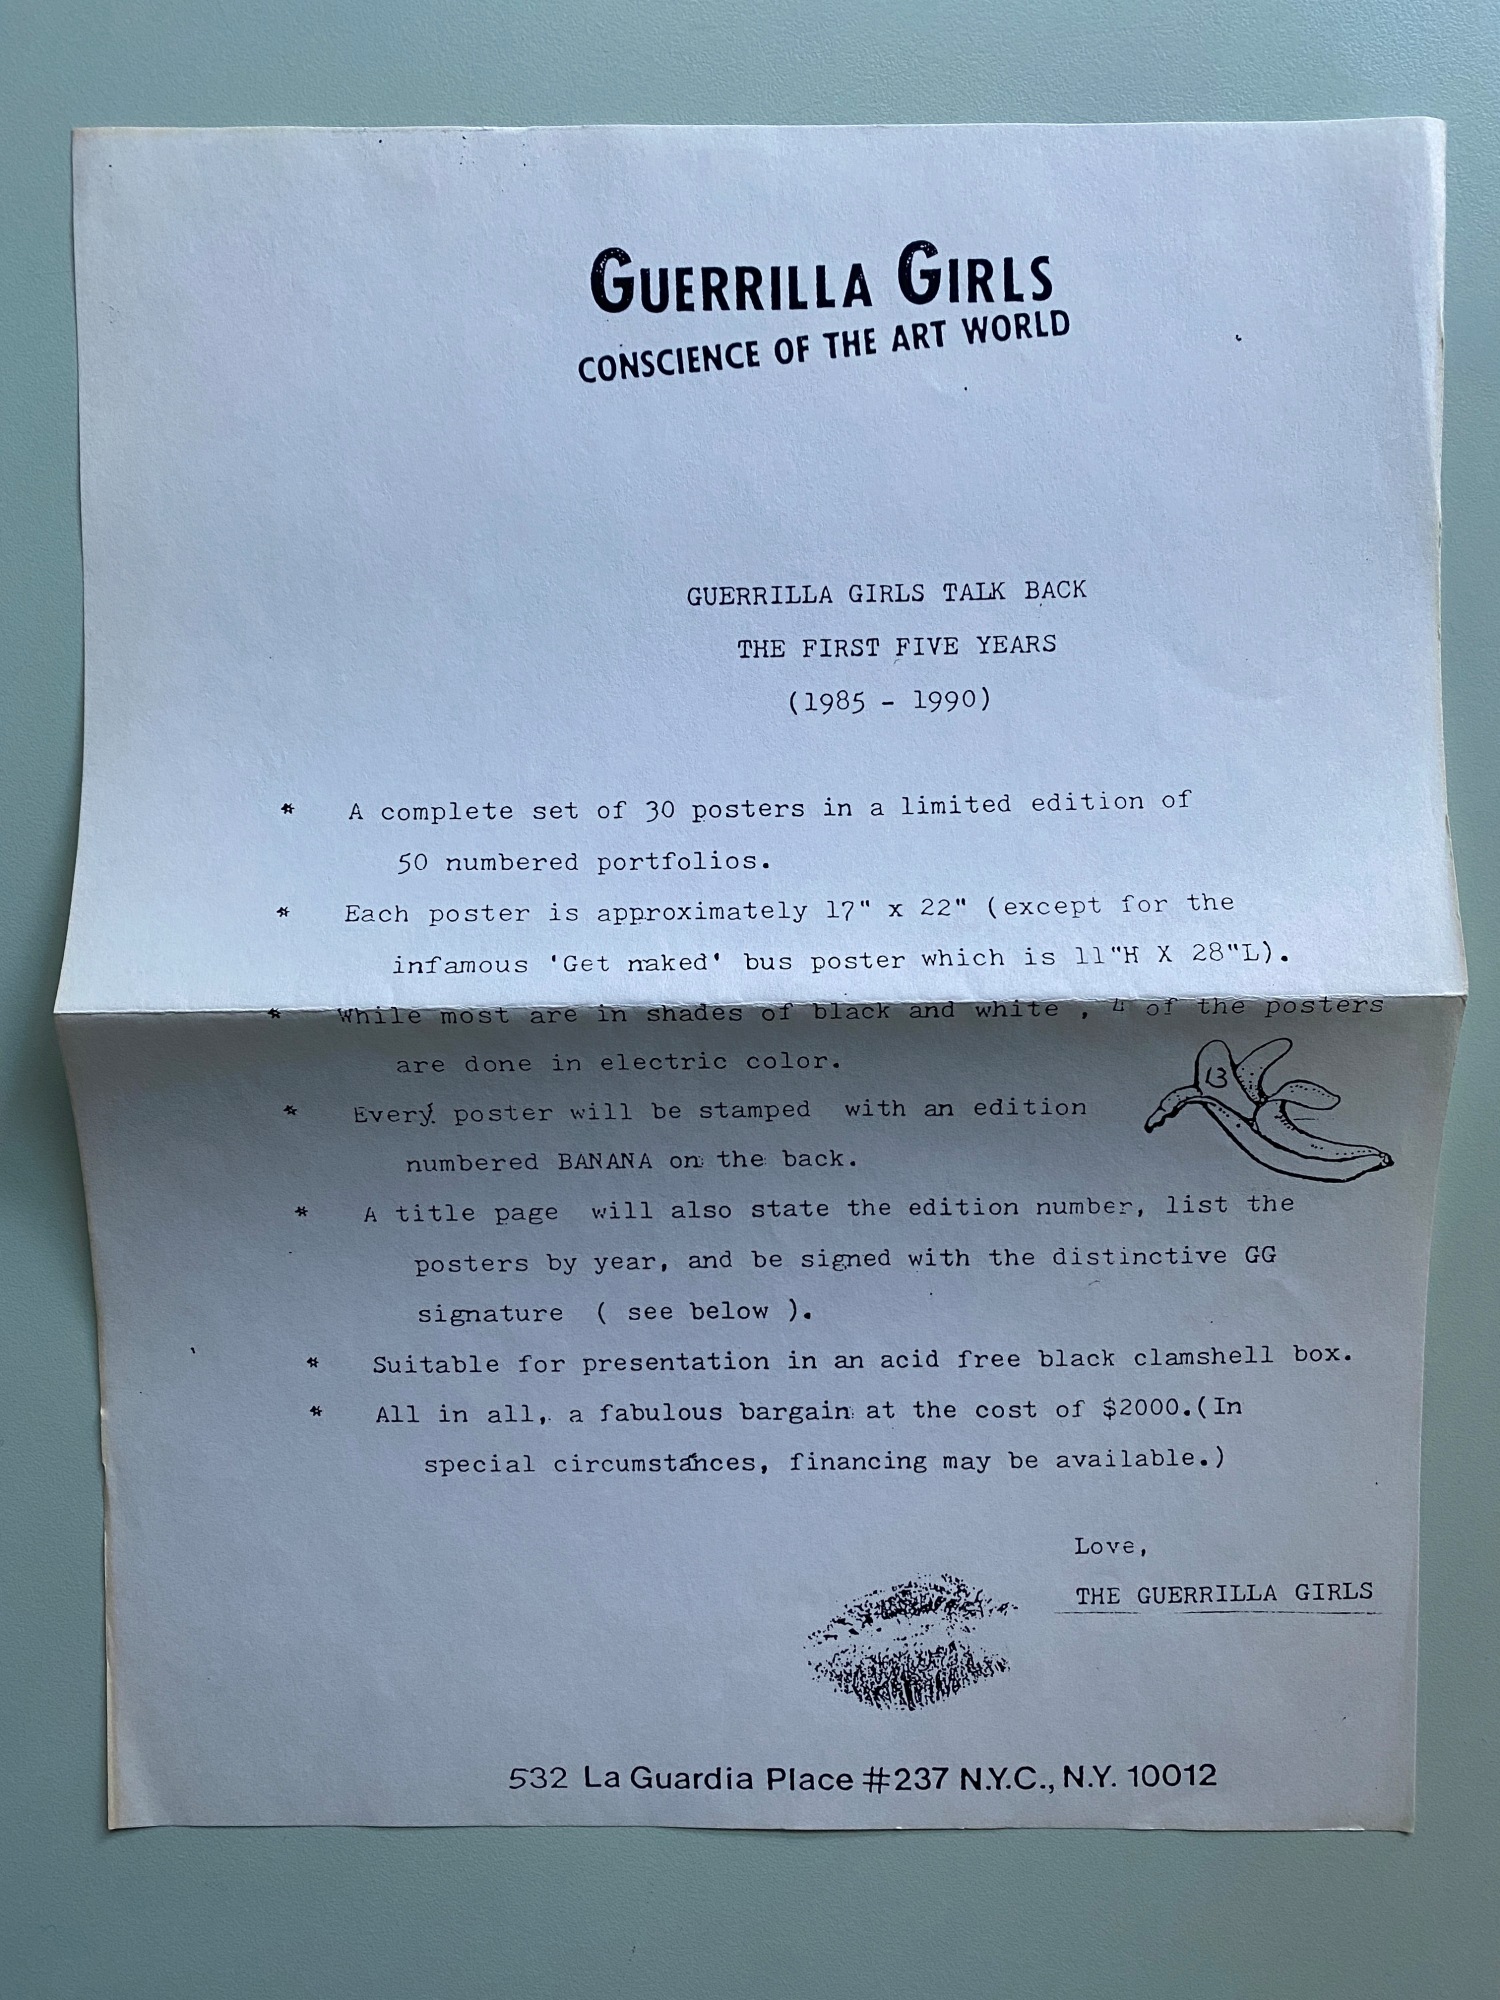 GUERRILLA GIRLS
CONSCIENCE OF THE ART WORLD
GUERRILLA GIRLS TALK BACK
THE FIRST FIVE YEARS
(1985 - 1990)
* A complete set of 30 posters in a limited edition of
50 numbered portfolios.
* Each poster is approximately 17" x 22" (except for the
infamous 'Get naked' bus poster which is 11"H X 28"L).
* While most are in shades of black and white , 4 of the posters
are done in electric color.
* Every poster will be stamped with an edition
numbered BANANA on the back.
13
* A title page will also state the edition number, list the
posters by year, and be signed with the distinctive GG
signature ( see below ).
* Suitable for presentation in an acid free black clamshell box.
* All in all, a fabulous bargain at the cost of $2000.(In
special circumstances, financing may be available.)
Love,
THE GUERRILLA GIRLS
532 La Guardia Place #237 N.Y.C., N.Y. 10012